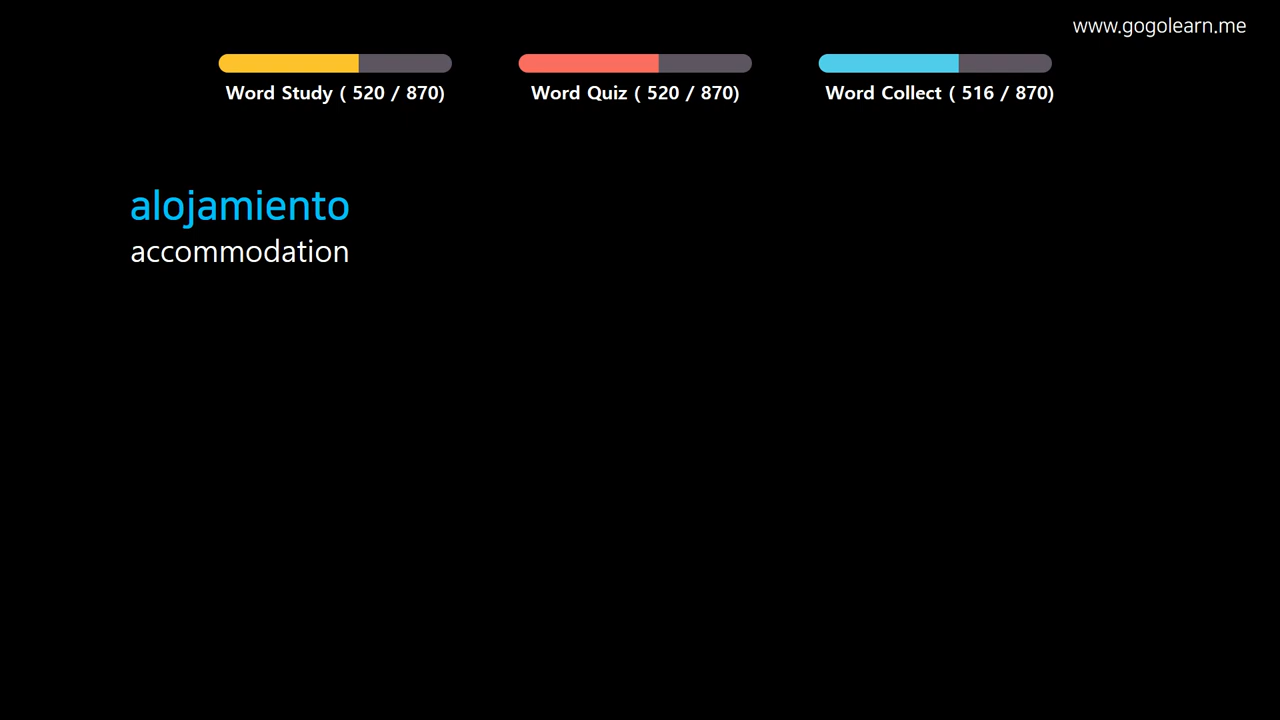 www.gogolearn.me
Word Study ( 520 / 870)
Word Quiz ( 520 / 870)
Word Collect ( 516 / 870)
alojamiento
accommodation